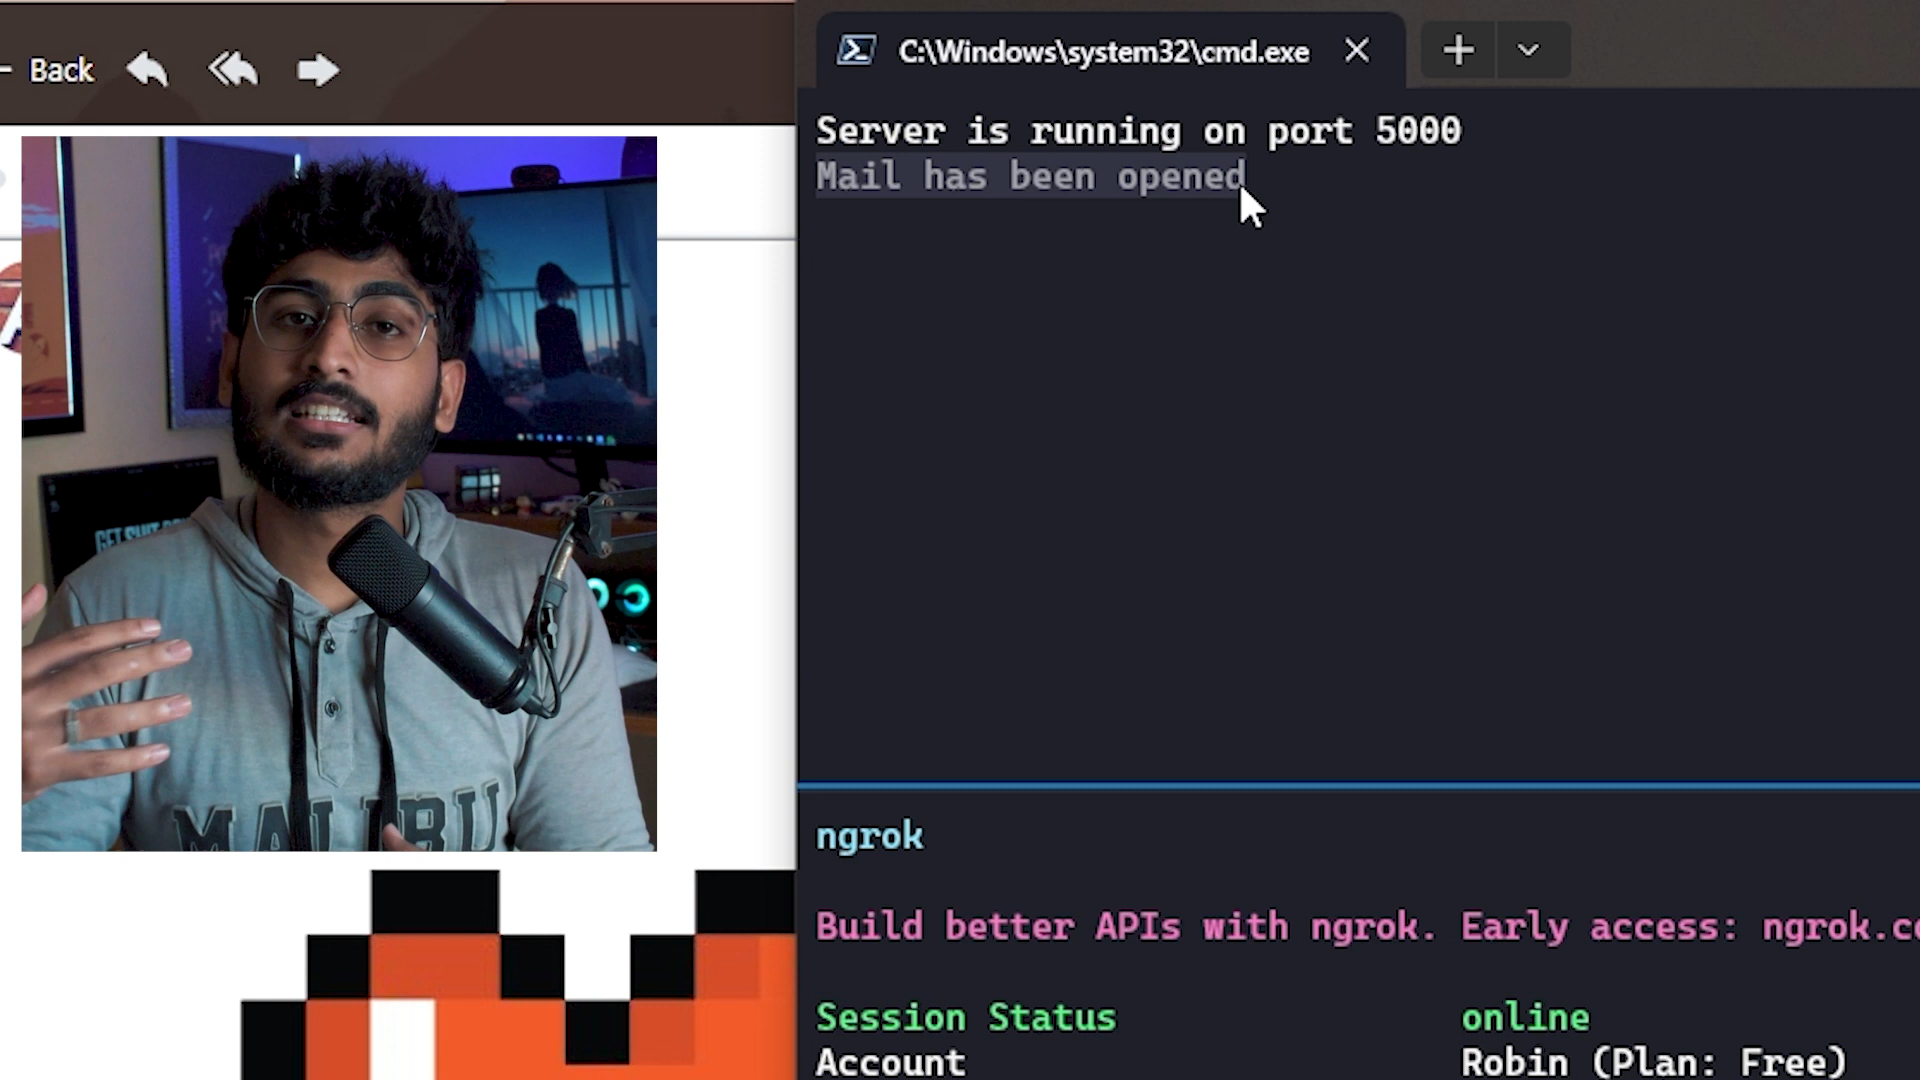 Back
C:\Windows\system32\cmd.exe
Server is running on port 5000
Mail has been opened
MALIBU
ngrok
Build better APIs with ngrok. Early access: ngrok.c
Session Status online
Account Robin (Plan: Free)